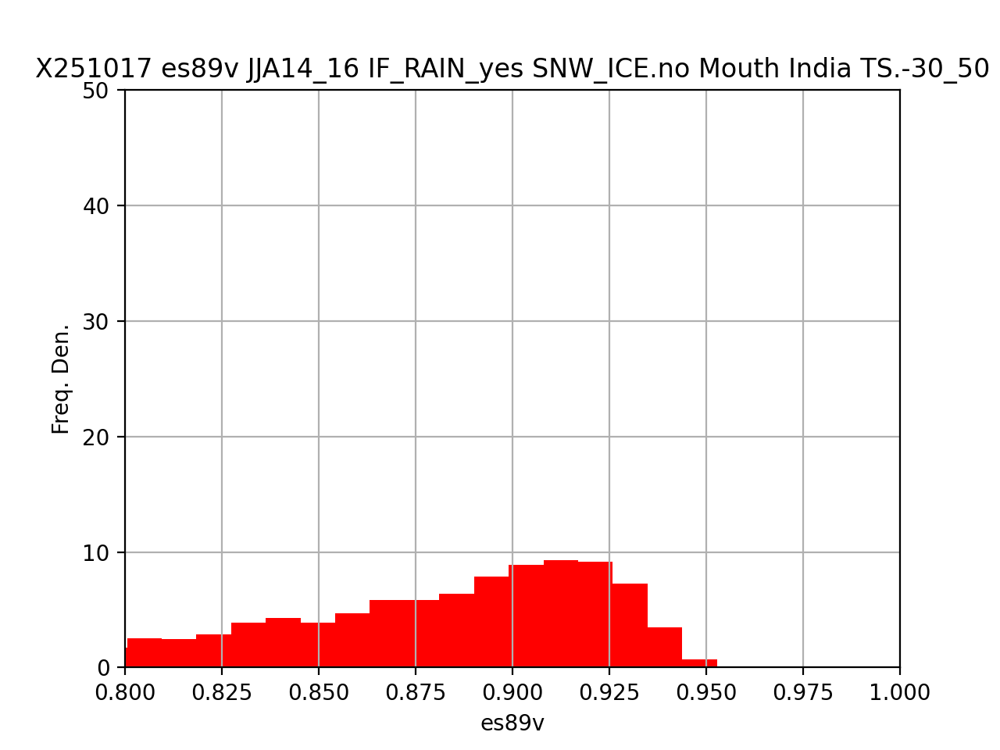 X251017 es89v JJA14_16 IF_RAIN_yes SNW_ICE.no Mouth India TS.-30_50
50
40
30
20
10
0
Freq. Den.
0.800 0.825 0.850 0.875 0.900 0.925 0.950 0.975 1.000
es89v